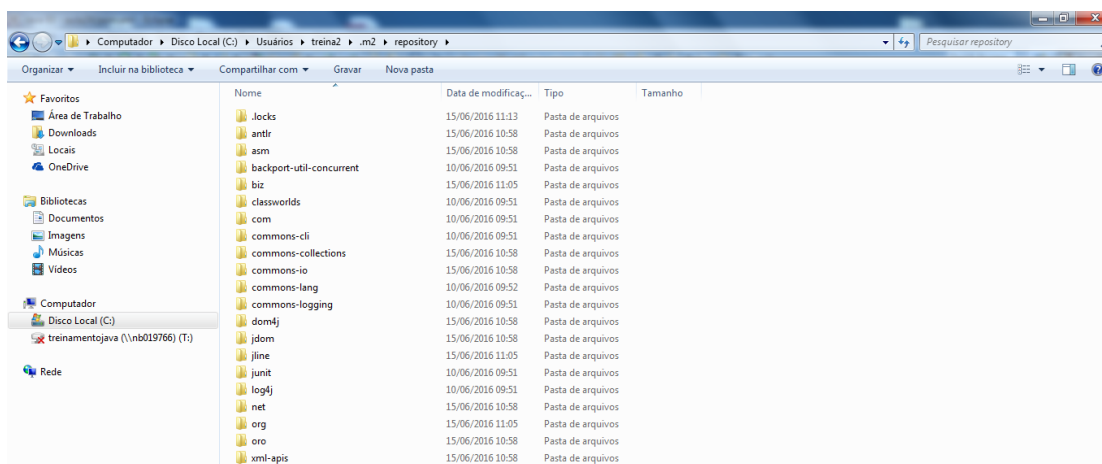 Computador Disco Local (C:) Usuários treina2 .m2 repository Pesquisar repository
Organizar Incluir na biblioteca Compartilhar com Gravar Nova pasta
Favoritos
Área de Trabalho
Downloads
Locais
OneDrive
Bibliotecas
Documentos
Imagens
Músicas
Vídeos
Computador
Disco Local (C:)
treinamentojava (\\nb019766) (T:)
Rede
Nome Data de modificaç... Tipo Tamanho
.locks 15/06/2016 11:13 Pasta de arquivos
antlr 15/06/2016 10:58 Pasta de arquivos
asm 15/06/2016 10:58 Pasta de arquivos
backport-util-concurrent 10/06/2016 09:51 Pasta de arquivos
biz 15/06/2016 11:05 Pasta de arquivos
classworlds 10/06/2016 09:51 Pasta de arquivos
com 10/06/2016 09:51 Pasta de arquivos
commons-cli 10/06/2016 09:51 Pasta de arquivos
commons-collections 15/06/2016 10:58 Pasta de arquivos
commons-io 15/06/2016 10:58 Pasta de arquivos
commons-lang 10/06/2016 09:52 Pasta de arquivos
commons-logging 10/06/2016 09:51 Pasta de arquivos
dom4j 15/06/2016 10:58 Pasta de arquivos
jdom 15/06/2016 10:58 Pasta de arquivos
jline 15/06/2016 11:05 Pasta de arquivos
junit 10/06/2016 09:51 Pasta de arquivos
log4j 10/06/2016 09:51 Pasta de arquivos
net 15/06/2016 10:58 Pasta de arquivos
org 15/06/2016 11:05 Pasta de arquivos
oro 15/06/2016 10:58 Pasta de arquivos
xml-apis 15/06/2016 10:58 Pasta de arquivos